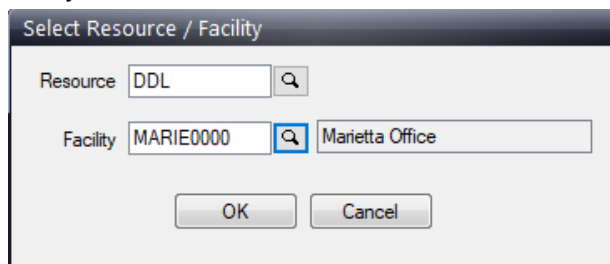 Select Resource / Facility
Resource DDL
Facility MARIE0000 Marietta Office
OK Cancel